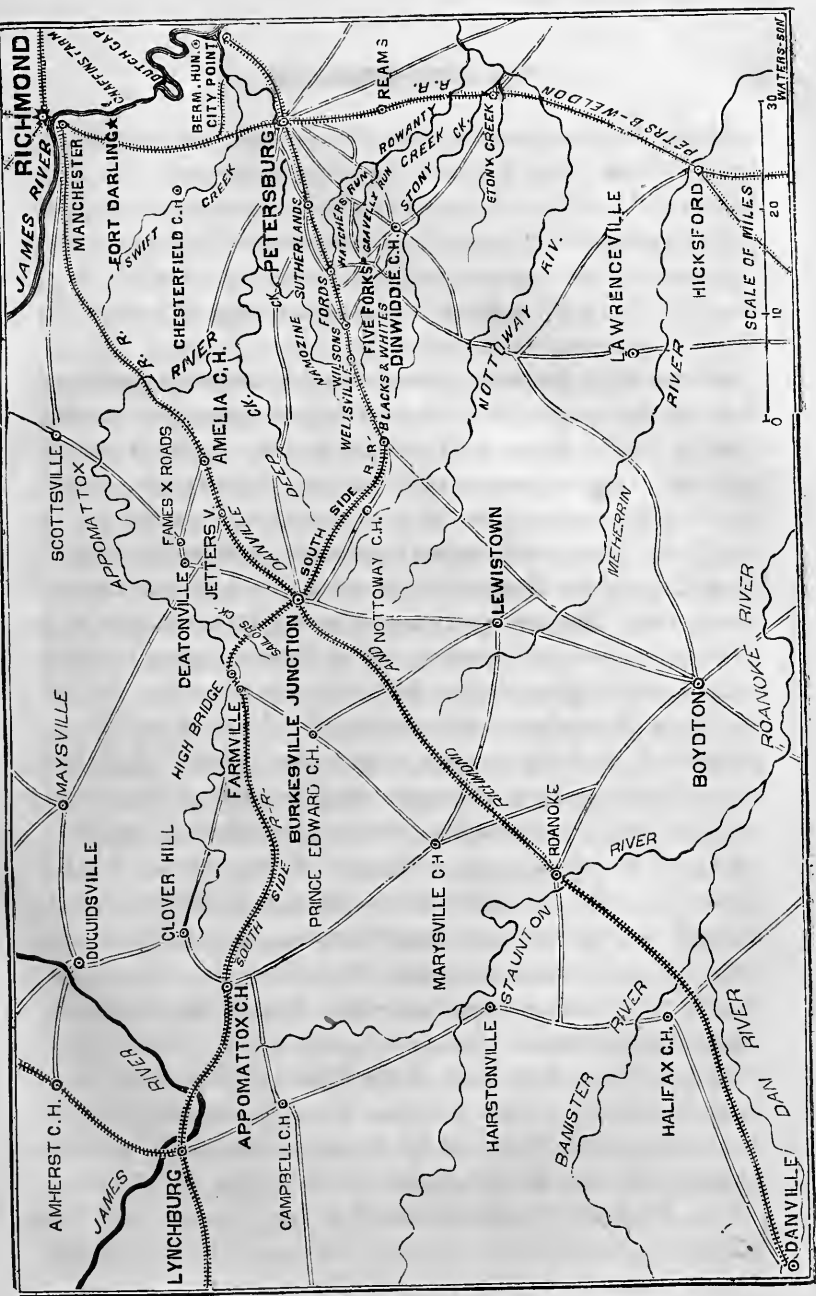 RICHMOND
JAMES RIVER
MANCHESTER
CHAFFINS FARM
DUTCH GAP
FORT DARLING
BERM. HUN.
CITY POINT
SWIFT
CREEK
CHESTERFIELD C.H.
PETERSBURG
REAMS
R. R.
PETRSB-WELDON
ROWANTY
CREEK
HATCHERS RUN
GRAVELLY RUN
STONY CK.
STONY CREEK
SUTHERLANDS
NAMOZINE
CK.
FORDS
WILSONS
WELLSVILLE
FIVE FORKS
DINWIDDIE C.H.
BLACKS & WHITES
NOTTOWAY RIV.
LAWRENCEVILLE
HICKSFORD
SCALE OF MILES
0
10
20
30
WATERS-SON
R. R.
RIVER
AMELIA C.H.
SCOTTSVILLE
APPOMATTOX
FAMES X ROADS
JETTERS V.
DEATONVILLE
DEEP
CK.
DANVILLE
SOUTH SIDE R-R
SALORS CK.
BURKESVILLE JUNCTION
NOTTOWAY C.H.
AND
RICHMOND
LEWISTOWN
MEHERRIN
RIVER
BOYDTON
ROANOKE RIVER
MAYSVILLE
HIGH BRIDGE
FARMVILLE
PRINCE EDWARD C.H.
DUGUIDSVILLE
CLOVER HILL
SOUTH SIDE R-R
MARYSVILLE C H
ROANOKE
RIVER
STAUNTON
APPOMATTOX C.H.
AMHERST C.H.
JAMES
RIVER
LYNCHBURG
CAMPBELL C.H
HAIRSTONVILLE
BANISTER
RIVER
HALIFAX C.H.
DAN
RIVER
DANVILLE